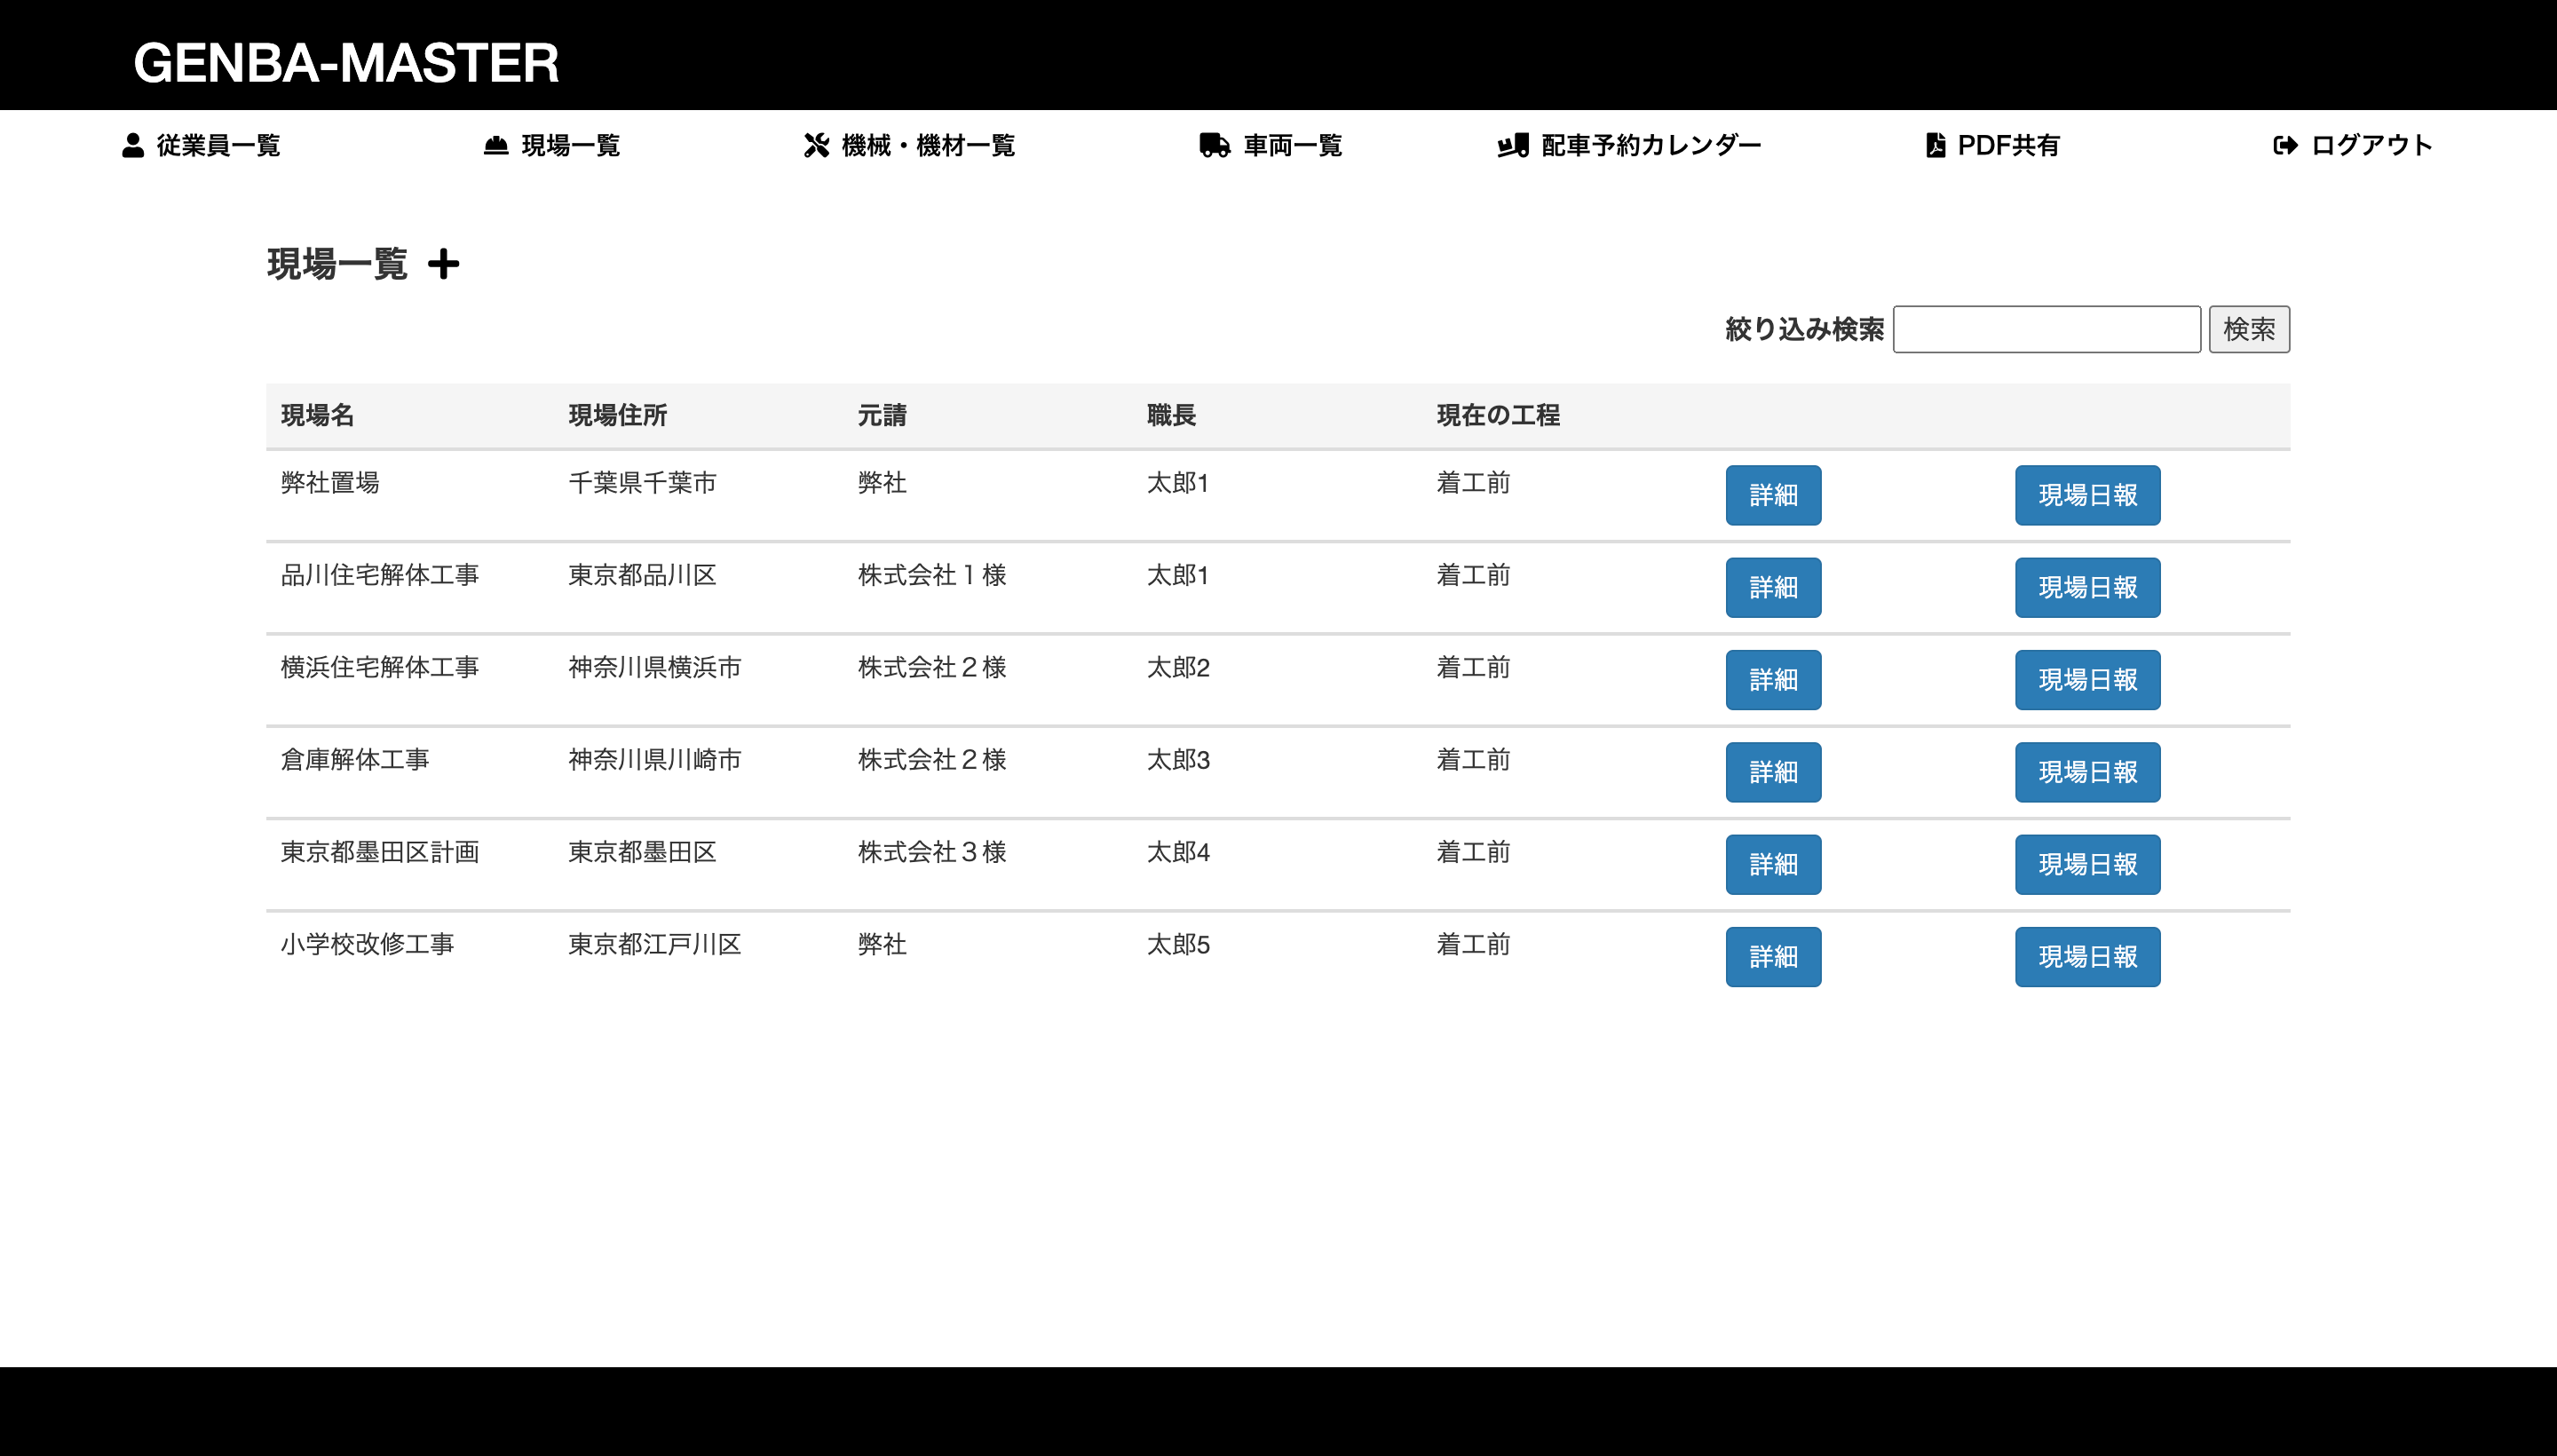 GENBA-MASTER
従業員一覧 現場一覧 機械・機材一覧 車両一覧 配車予約カレンダー PDF共有 ログアウト
現場一覧
絞り込み検索 検索
現場名 現場住所 元請 職長 現在の工程
弊社置場 千葉県千葉市 弊社 太郎1 着工前 詳細 現場日報
品川住宅解体工事 東京都品川区 株式会社１様 太郎1 着工前 詳細 現場日報
横浜住宅解体工事 神奈川県横浜市 株式会社２様 太郎2 着工前 詳細 現場日報
倉庫解体工事 神奈川県川崎市 株式会社２様 太郎3 着工前 詳細 現場日報
東京都墨田区計画 東京都墨田区 株式会社３様 太郎4 着工前 詳細 現場日報
小学校改修工事 東京都江戸川区 弊社 太郎5 着工前 詳細 現場日報